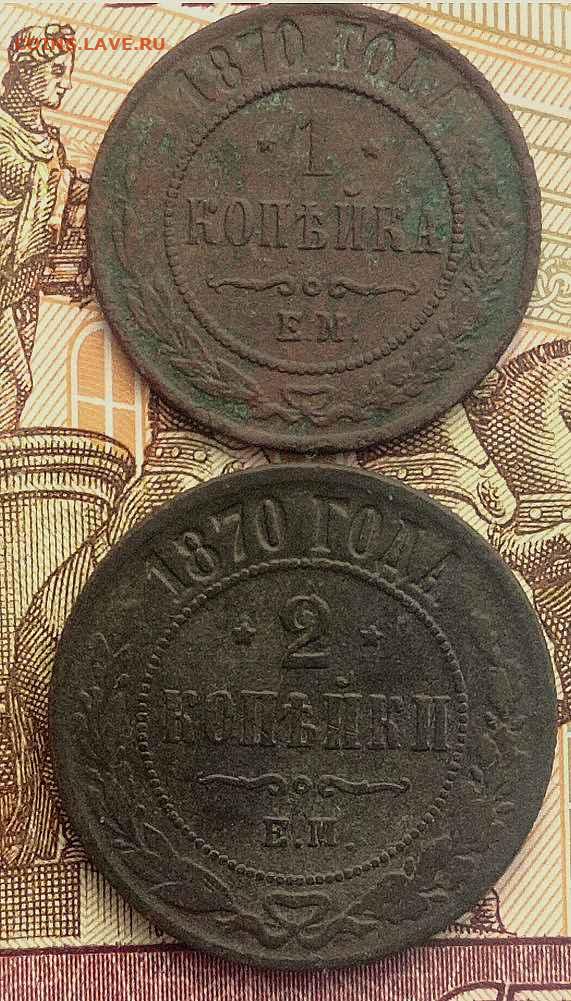 COINS.LAVE.RU
1870 ГОДА
1
КОПѢЙКА
Е.М.
1870 ГОДА
2
КОПѢЙКИ
Е.М.